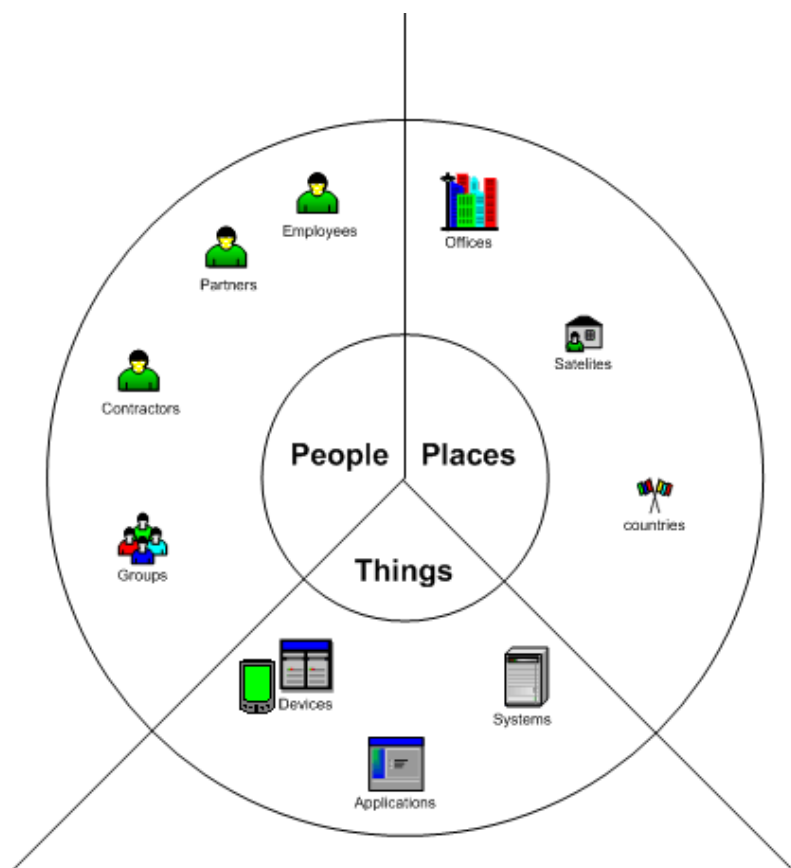 Employees
Partners
Contractors
Groups
Offices
Satelites
countries
People
Places
Things
Devices
Systems
Applications